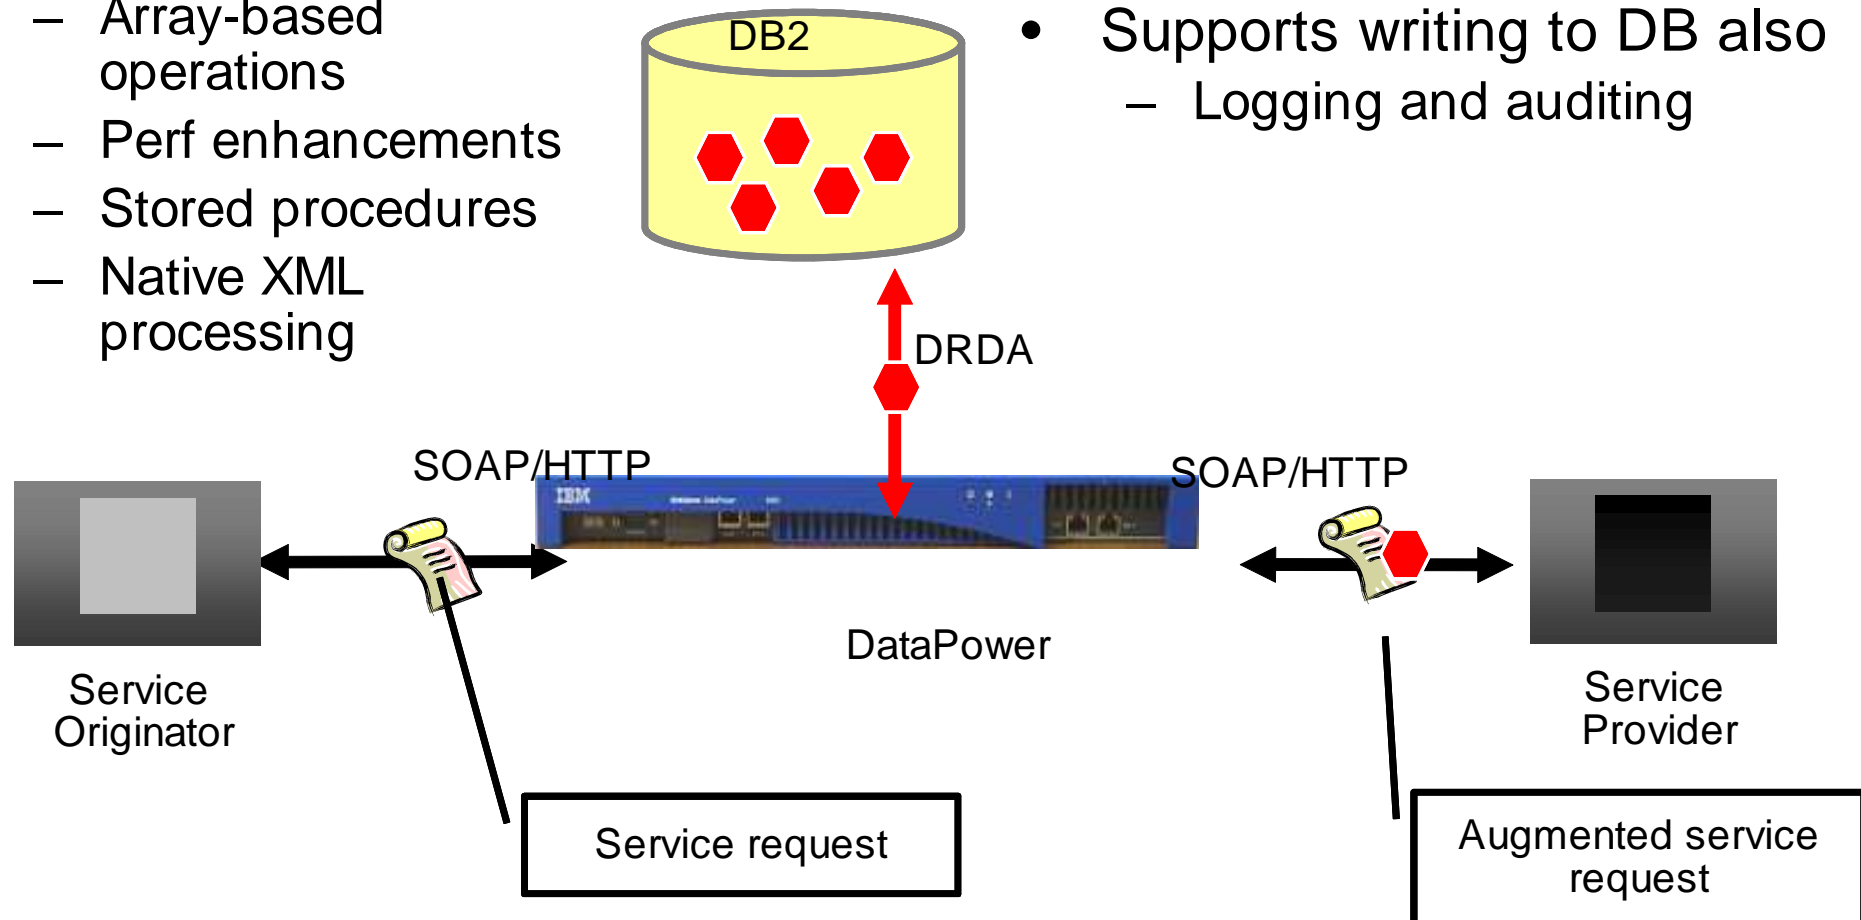 – Array-based
operations
– Perf enhancements
– Stored procedures
– Native XML
processing
DB2
• Supports writing to DB also
– Logging and auditing
DRDA
SOAP/HTTP
SOAP/HTTP
IBM
DataPower
Service
Originator
Service
Provider
Service request
Augmented service
request